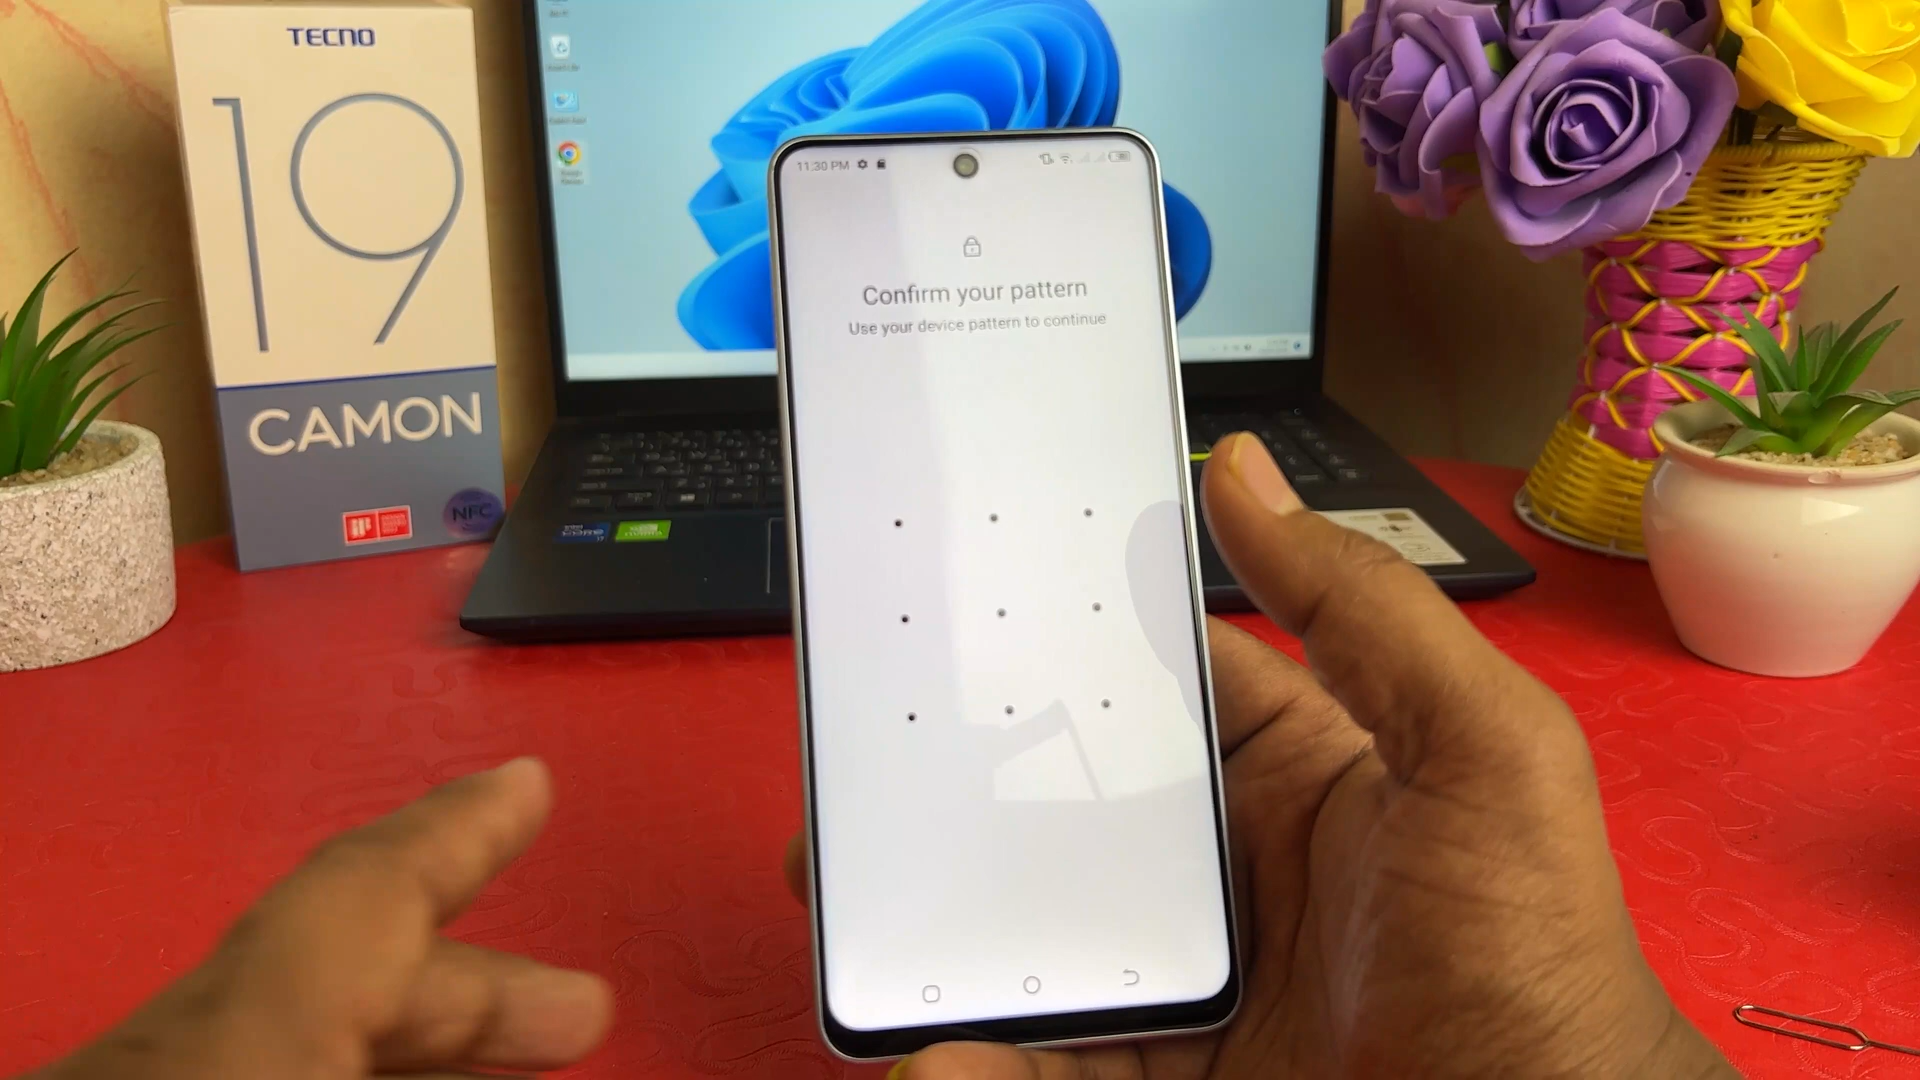 TECNO
19
CAMON
NFC
11:30 PM
Confirm your pattern
Use your device pattern to continue